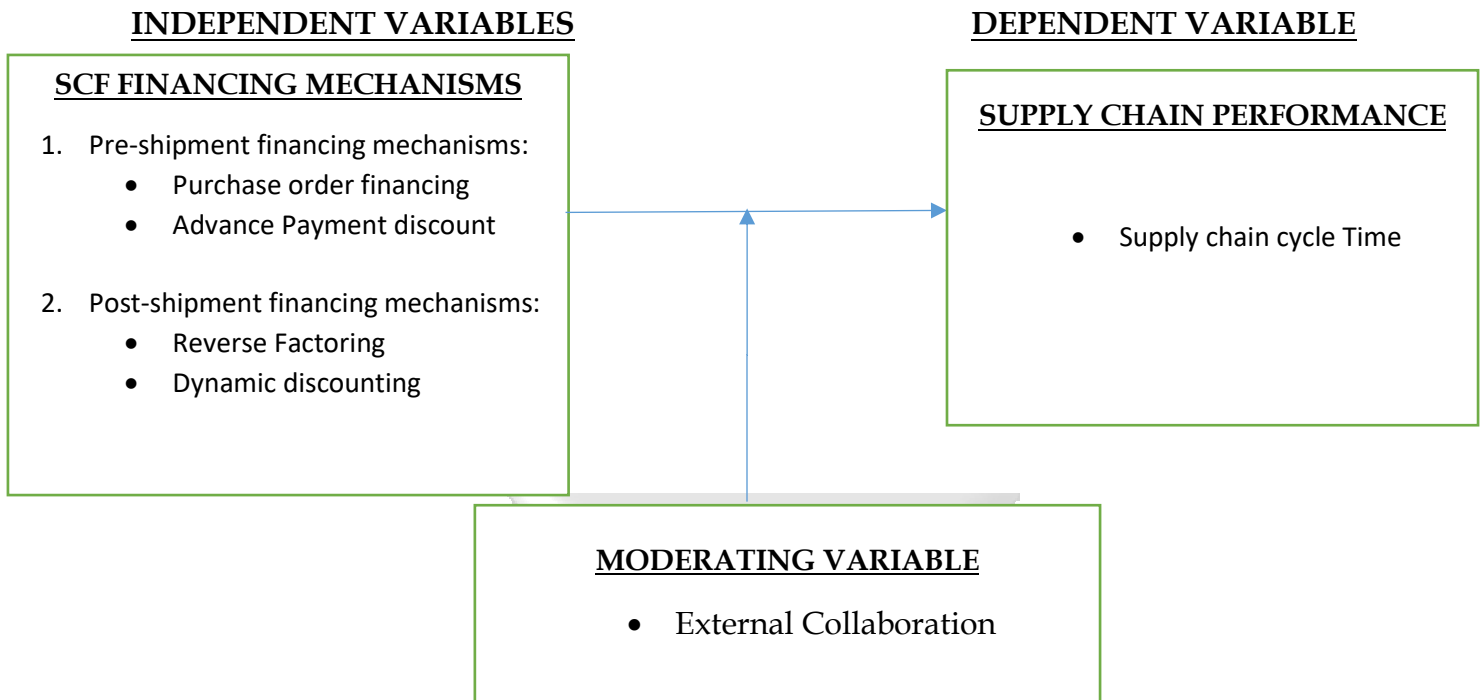 INDEPENDENT VARIABLES
DEPENDENT VARIABLE
SCF FINANCING MECHANISMS
1. Pre-shipment financing mechanisms:
• Purchase order financing
• Advance Payment discount
2. Post-shipment financing mechanisms:
• Reverse Factoring
• Dynamic discounting
SUPPLY CHAIN PERFORMANCE
• Supply chain cycle Time
MODERATING VARIABLE
• External Collaboration